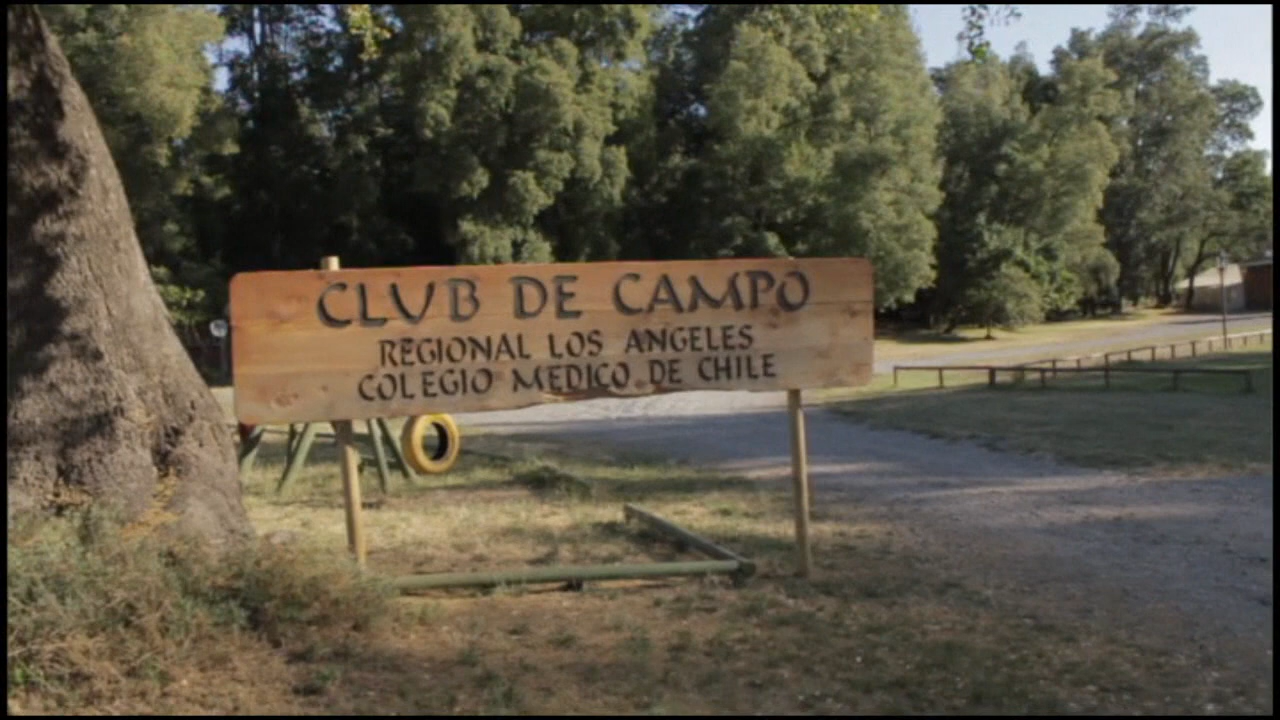 CLUB DE CAMPO
REGIONAL LOS ANGELES
COLEGIO MEDICO DE CHILE